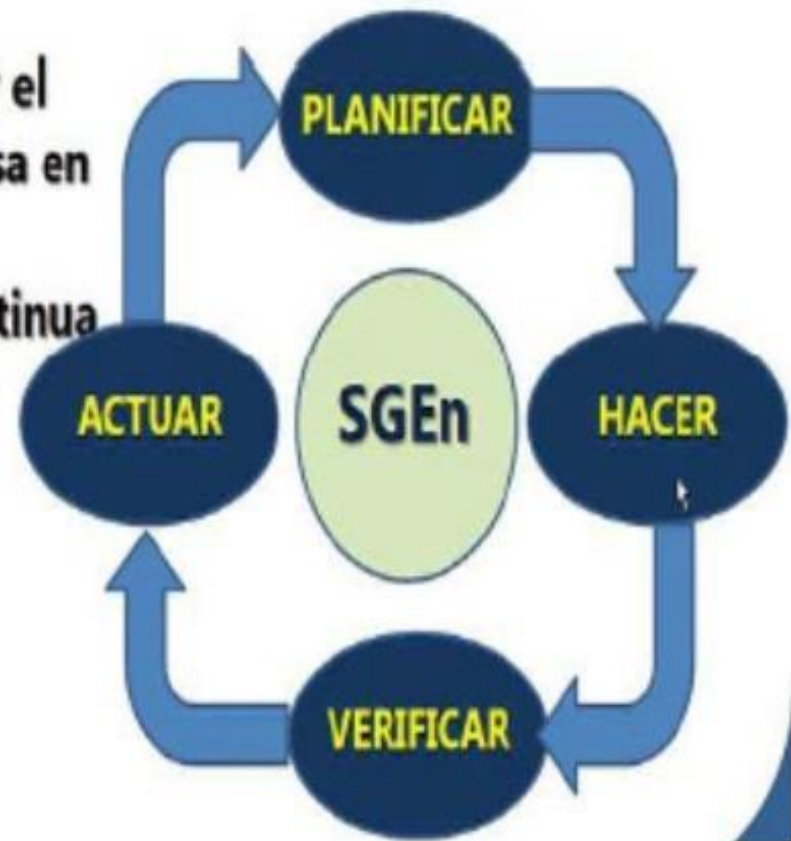 el
sa en
tinua
PLANIFICAR
ACTUAR
SGEn
HACER
VERIFICAR